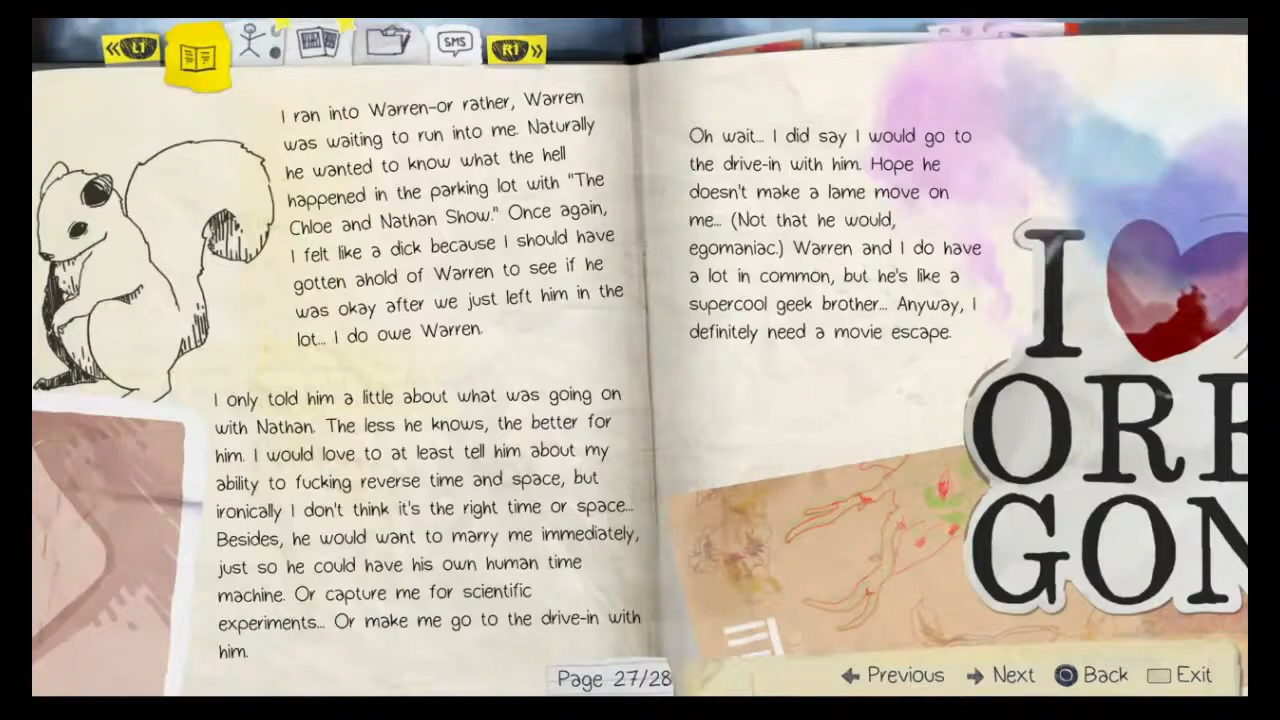 L1
SMS
R1
I ran into Warren-or rather, Warren
was waiting to run into me. Naturally
he wanted to know what the hell
happened in the parking lot with "The
Chloe and Nathan Show." Once again,
I felt like a dick because I should have
gotten ahold of Warren to see if he
was okay after we just left him in the
lot... I do owe Warren.
I only told him a little about what was going on
with Nathan. The less he knows, the better for
him. I would love to at least tell him about my
ability to fucking reverse time and space, but
ironically I don't think it's the right time or space...
Besides, he would want to marry me immediately,
just so he could have his own human time
machine. Or capture me for scientific
experiments... Or make me go to the drive-in with
him.
Page 27/28
Oh wait... I did say I would go to
the drive-in with him. Hope he
doesn't make a lame move on
me... (Not that he would,
egomaniac.) Warren and I do have
a lot in common, but he's like a
supercool geek brother... Anyway, I
definitely need a movie escape.
I
ORE
GON
Previous Next Back Exit